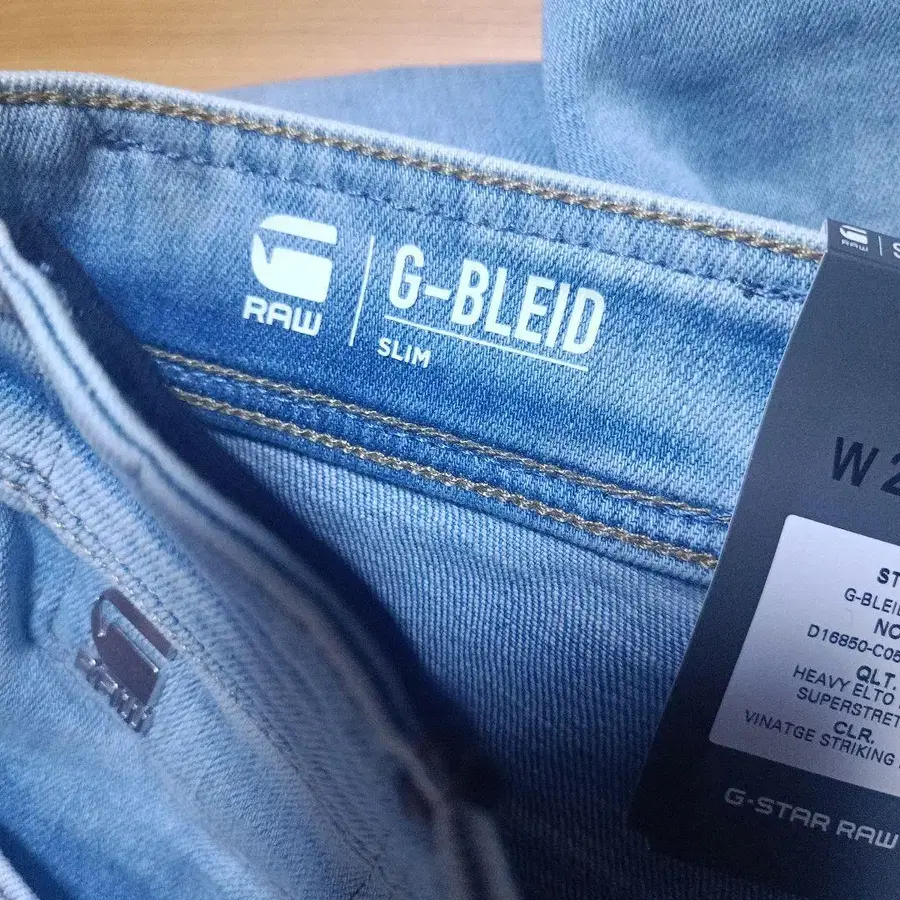 RAW
G-BLEID
SLIM
RAW
W 2
ST
G-BLEID
NO
D16850-C05
QLT.
HEAVY ELTO
SUPERSTRET
CLR.
VINATGE STRIKING
G-STAR RAW
RAW